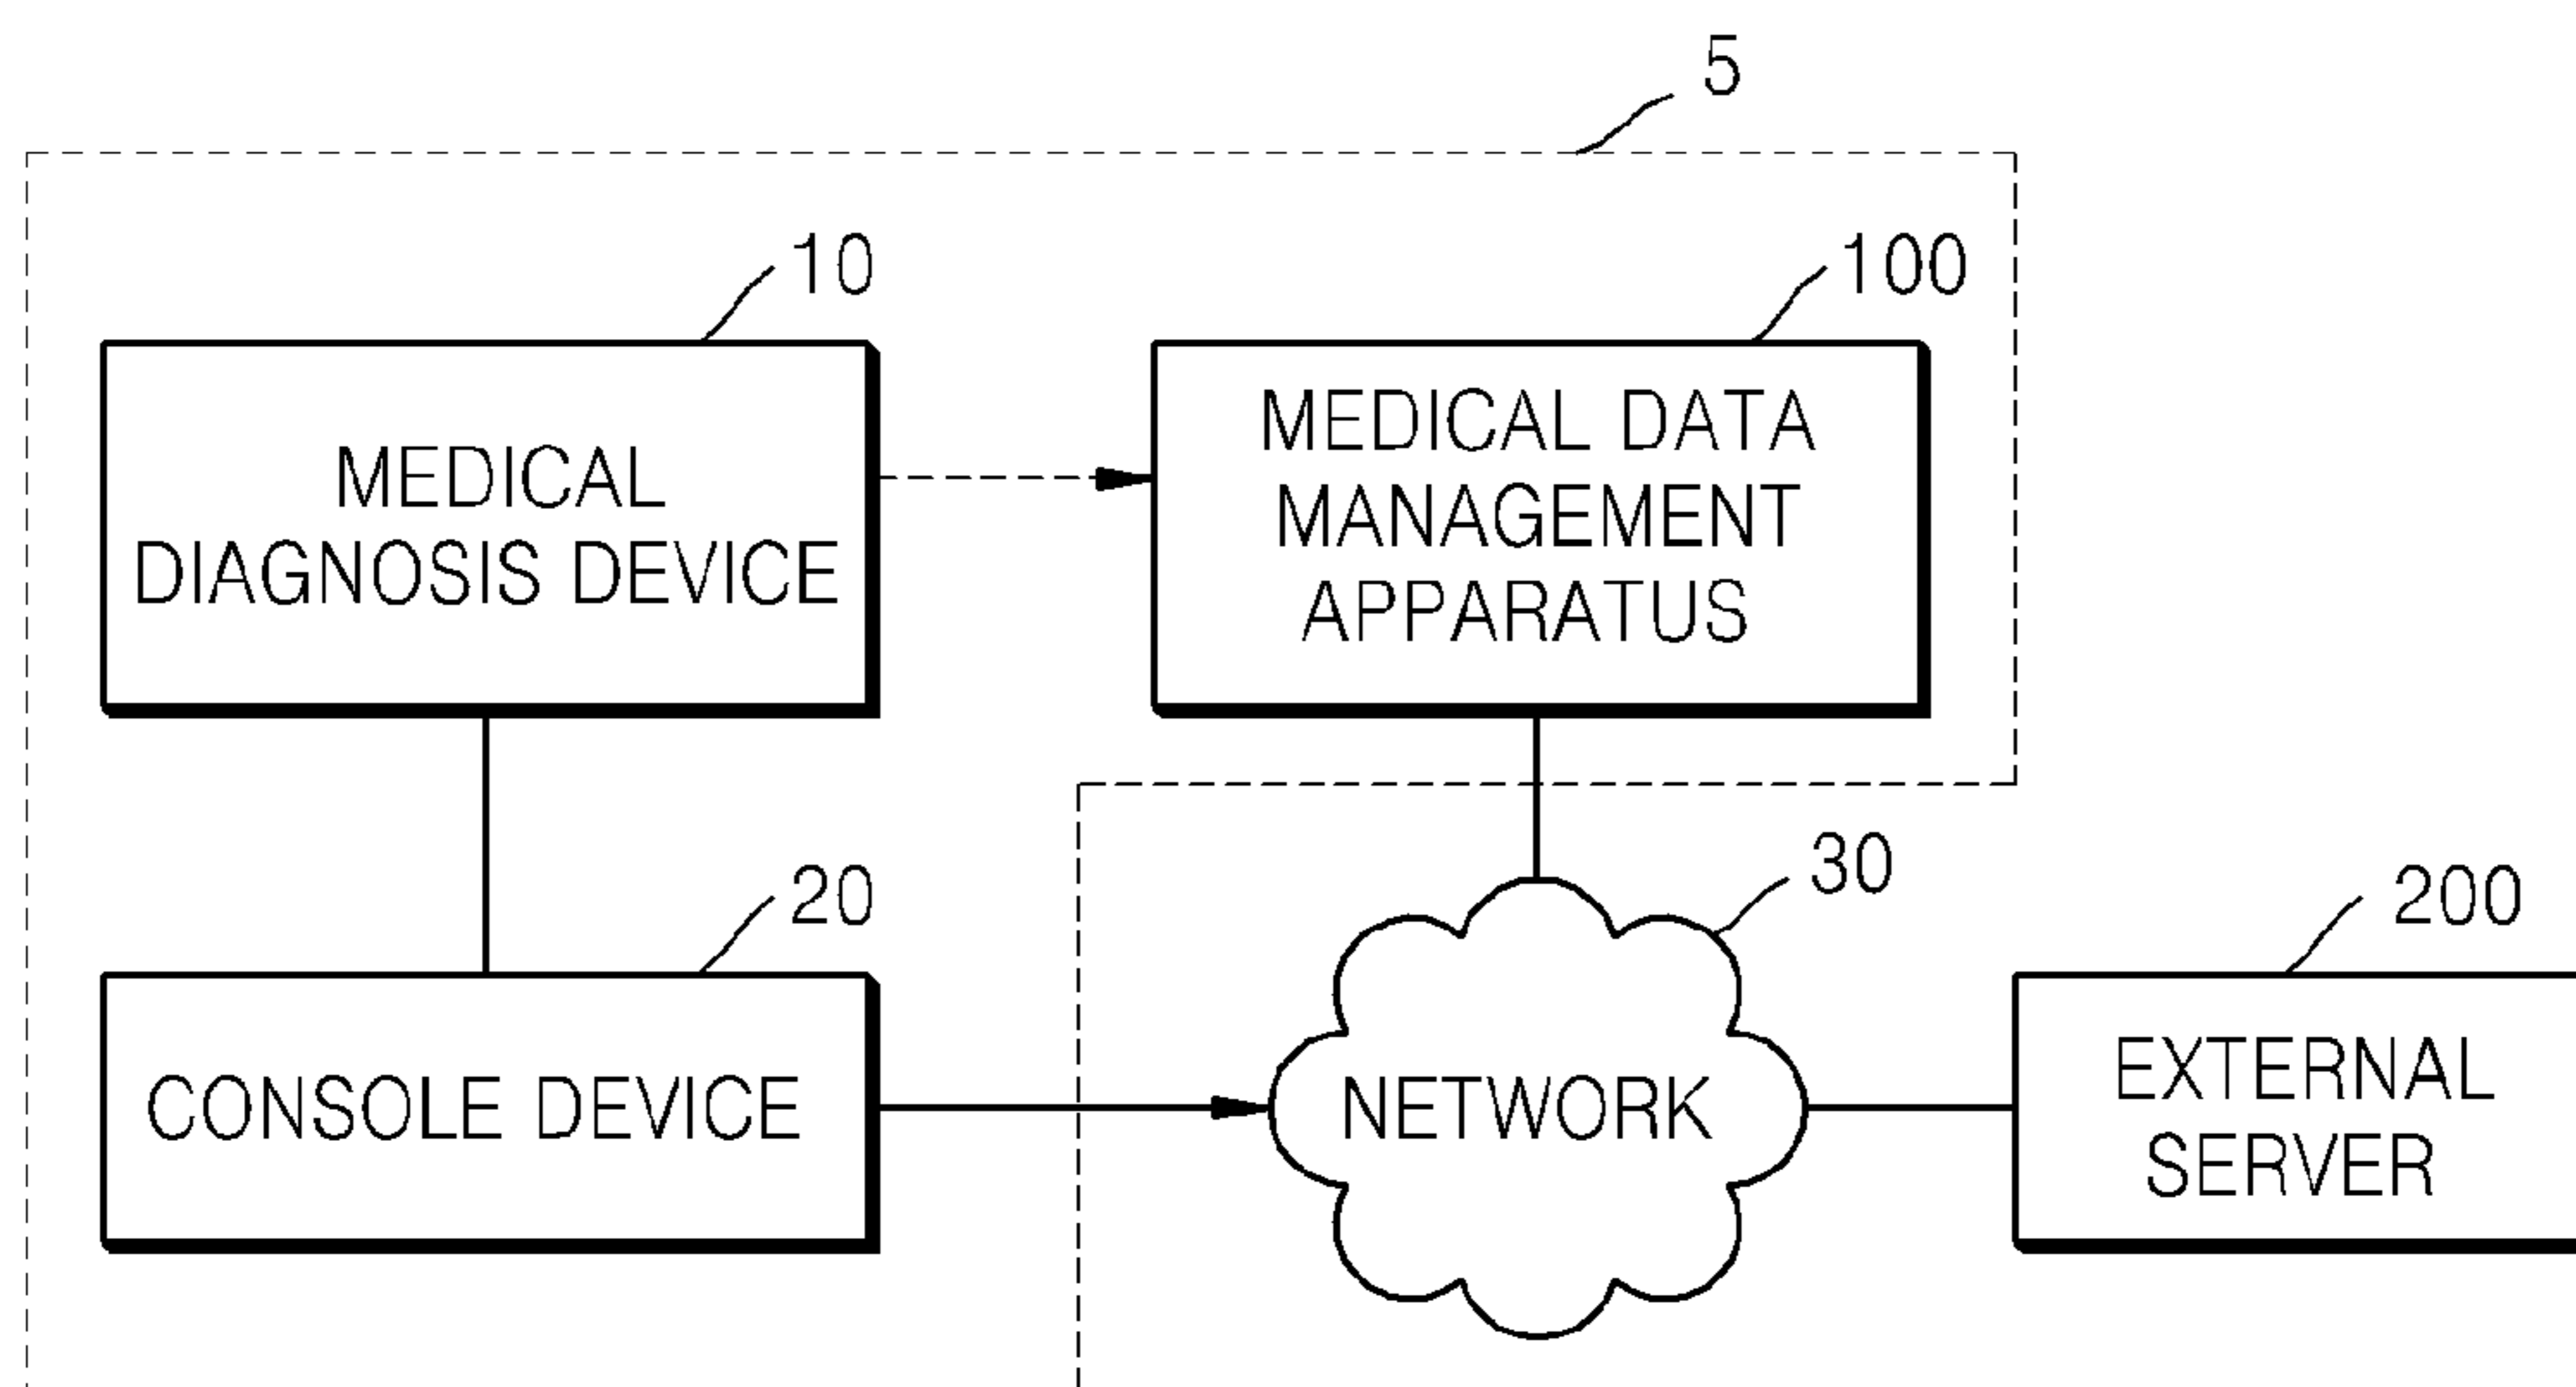 5
10
100
MEDICAL
DIAGNOSIS DEVICE
MEDICAL DATA
MANAGEMENT
APPARATUS
20
30
200
CONSOLE DEVICE
NETWORK
EXTERNAL
SERVER